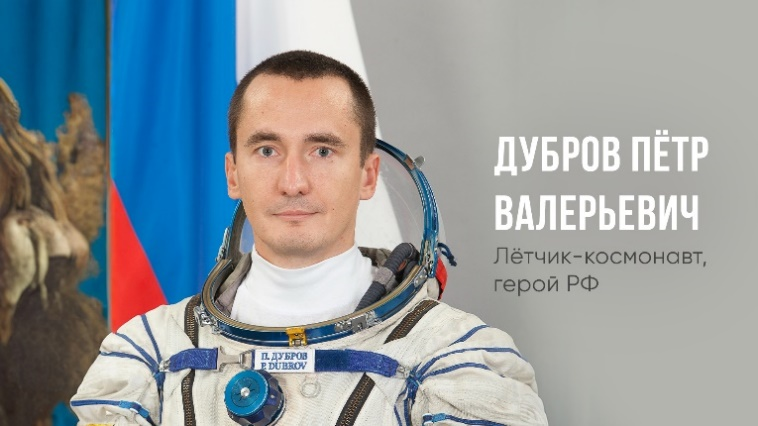 ДУБРОВ ПЁТР
ВАЛЕРЬЕВИЧ
Лётчик-космонавт,
герой РФ
П. ДУБРОВ
P. DUBROV